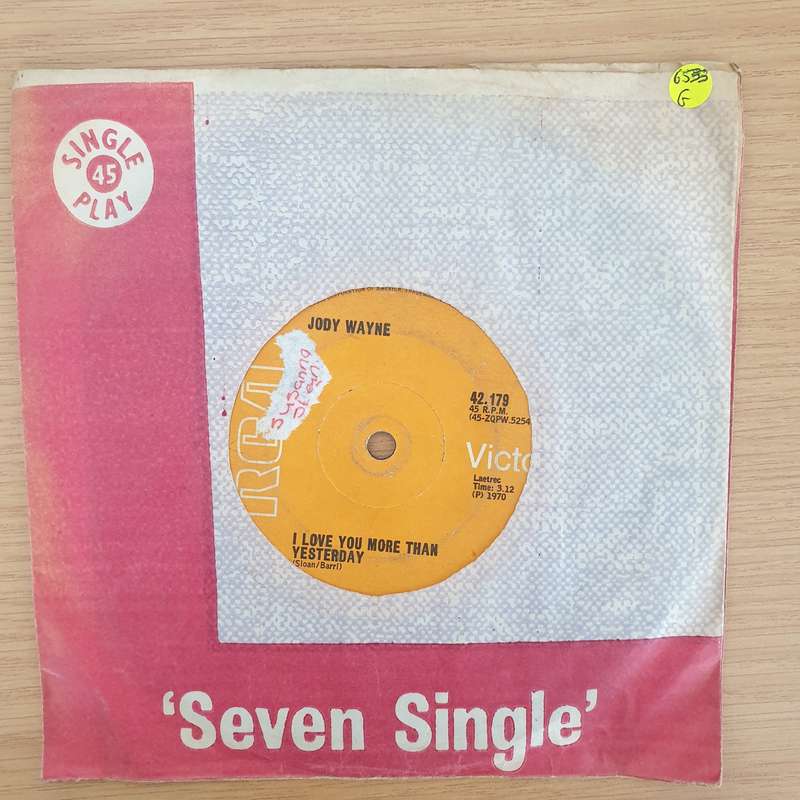 6533
G
SINGLE
45
PLAY
JODY WAYNE
RCA
42.179
45 R.P.M.
(45-ZQPW.5254
Victo
Laetrec
Time: 3.12
(P) 1970
I LOVE YOU MORE THAN
YESTERDAY
(Sloan/Barri)
'Seven Single'